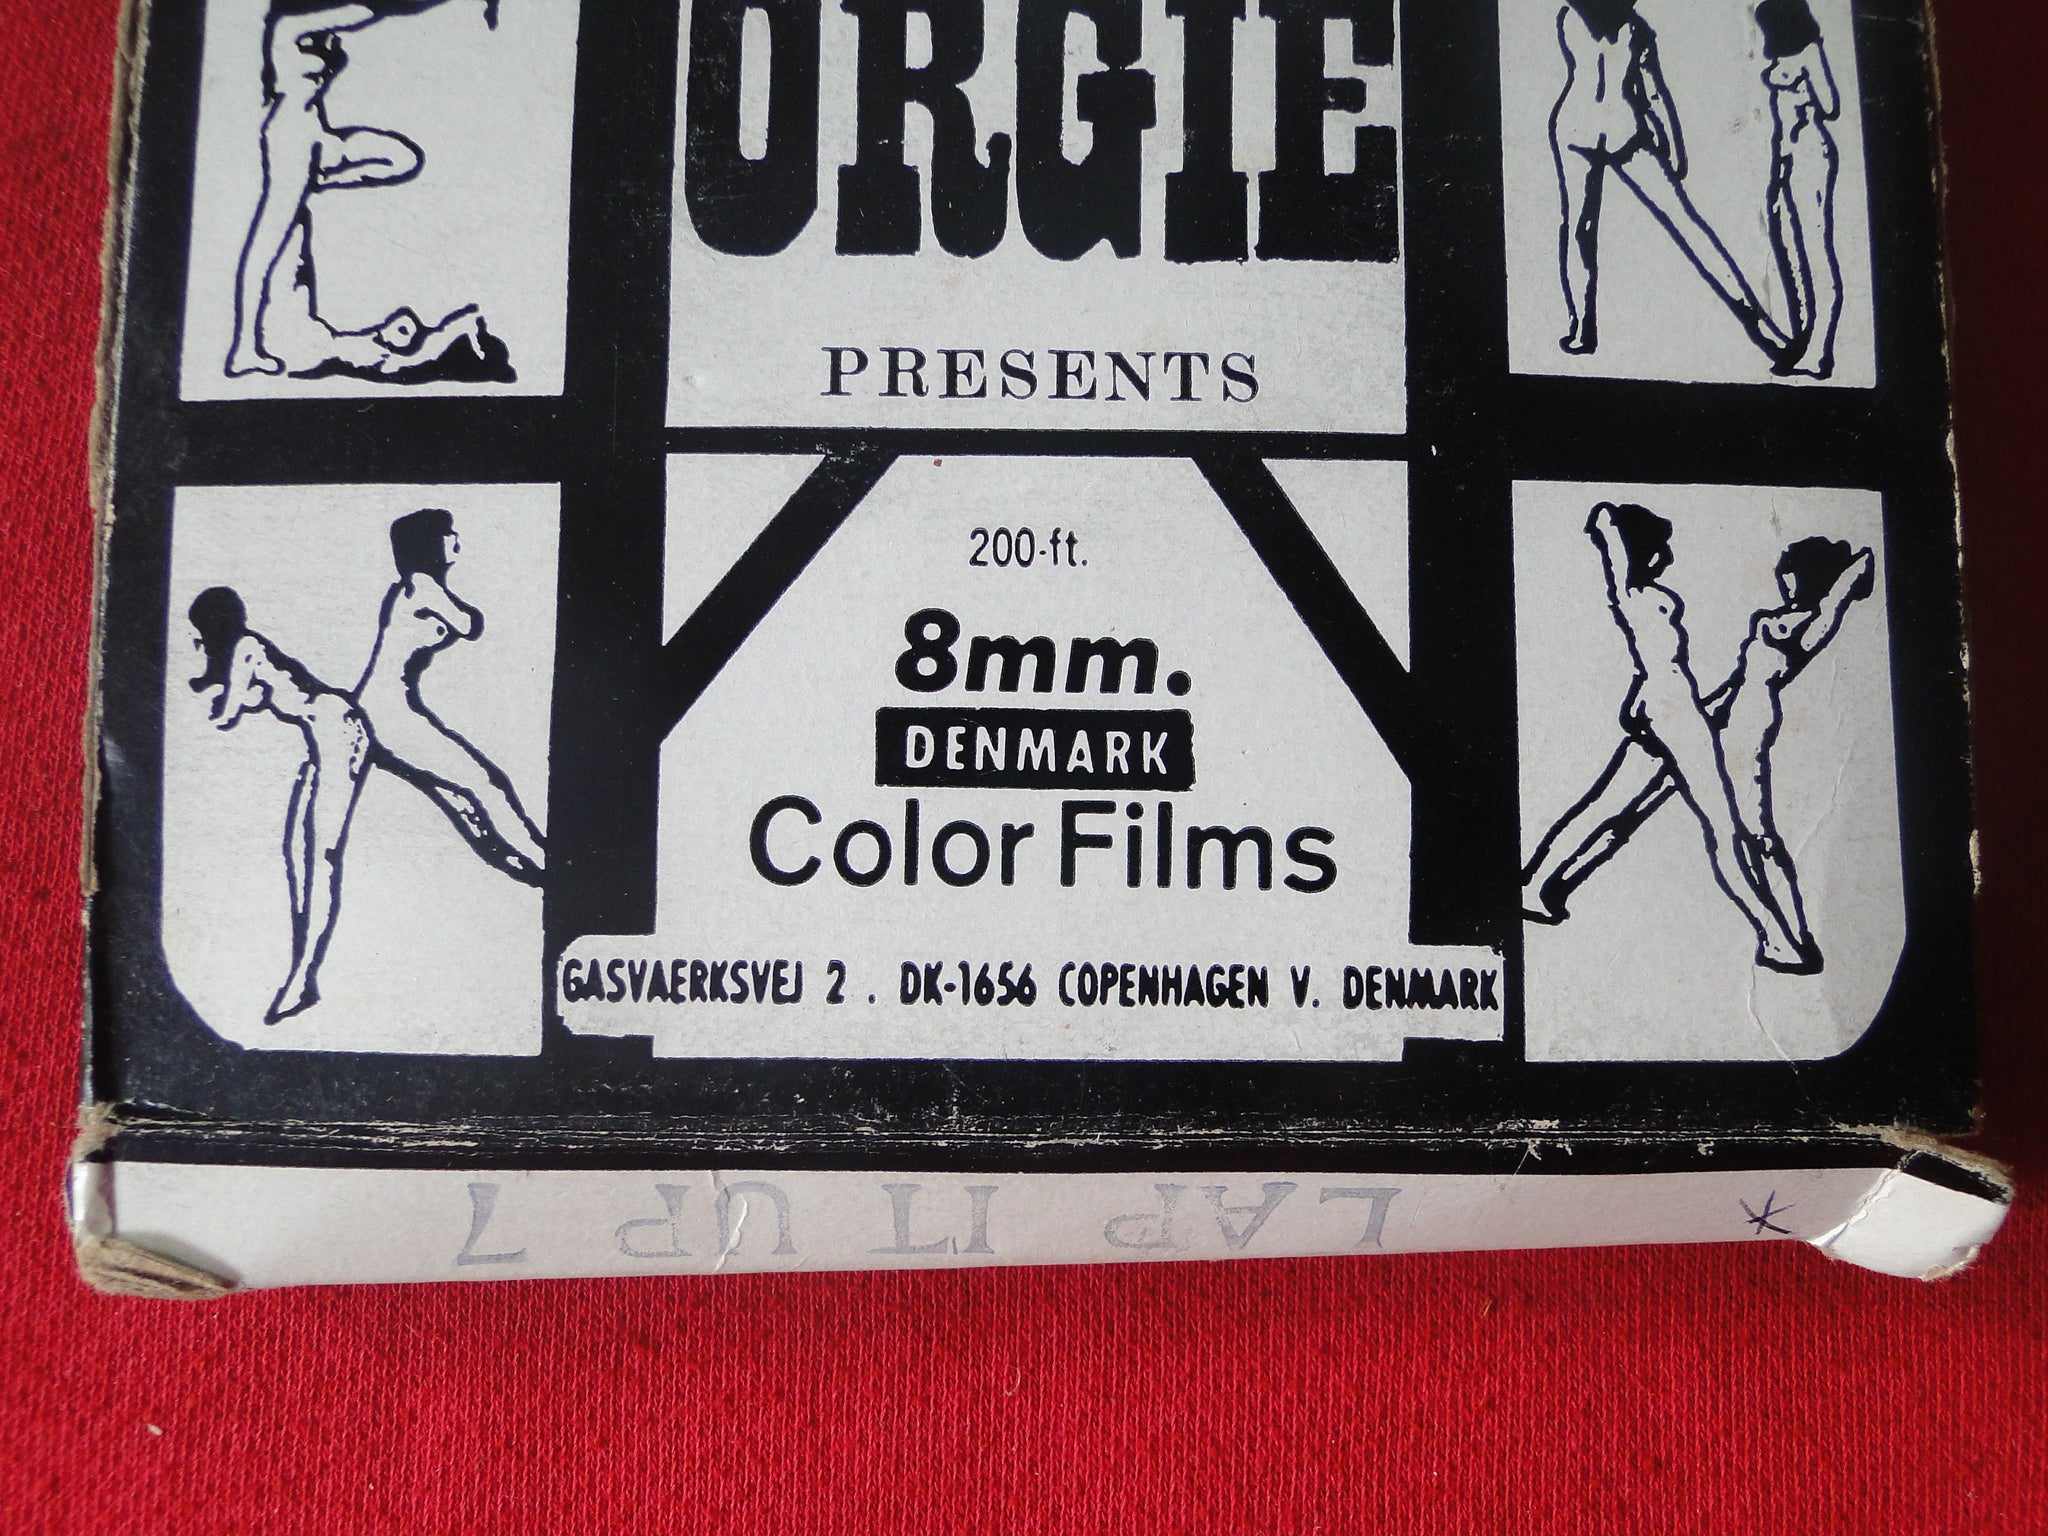 ORGIE
PRESENTS
200-ft.
8mm.
DENMARK
Color Films
GASVAERKSVEJ 2 . DK-1656 COPENHAGEN V. DENMARK
* LAP IT UP 7